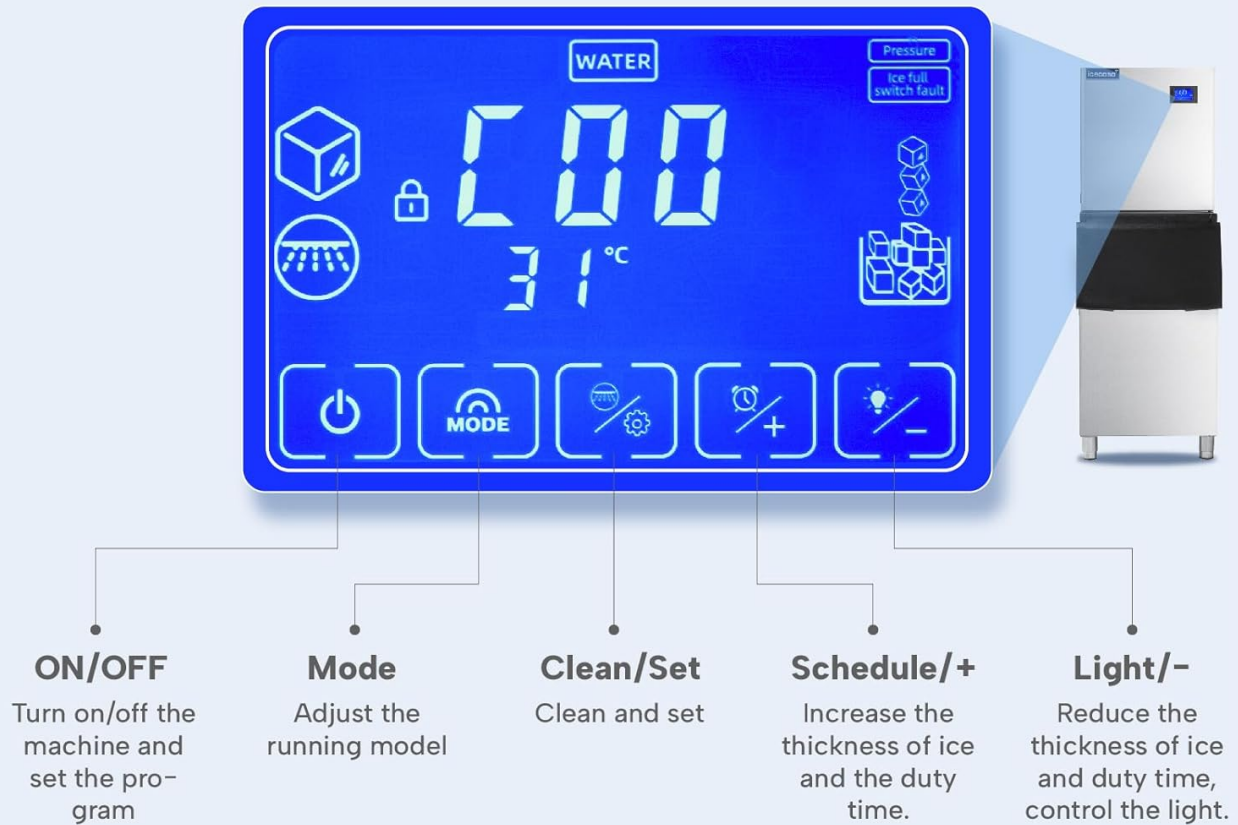 WATER
Pressure
Ice full
switch fault
C00
31 °C
MODE
+
−
ON/OFF
Turn on/off the
machine and
set the pro-
gram
Mode
Adjust the
running model
Clean/Set
Clean and set
Schedule/+
Increase the
thickness of ice
and the duty
time.
Light/-
Reduce the
thickness of ice
and duty time,
control the light.